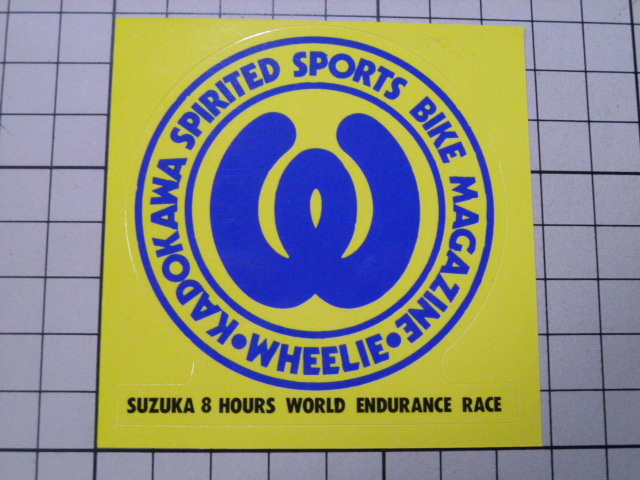 KADOKAWA SPIRITED SPORTS BIKE MAGAZINE
•WHEELIE•
W
SUZUKA 8 HOURS WORLD ENDURANCE RACE